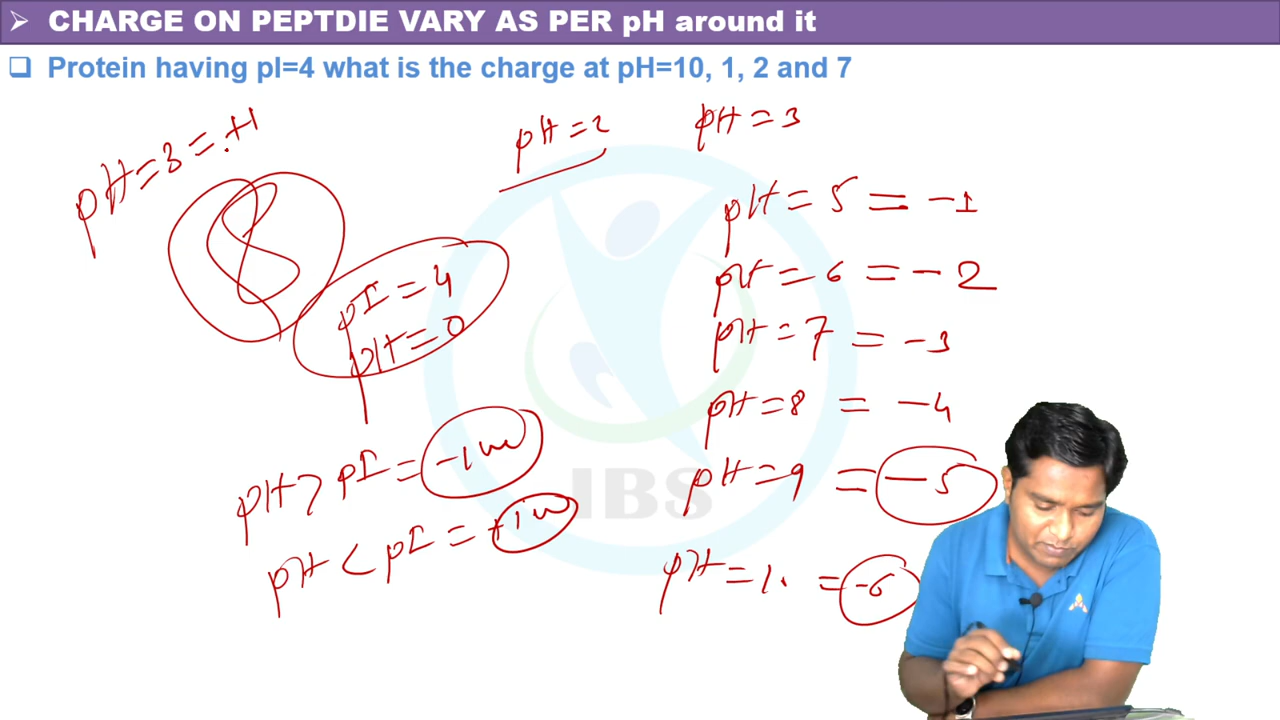 CHARGE ON PEPTDIE VARY AS PER pH around it
Protein having pI=4 what is the charge at pH=10, 1, 2 and 7
pH = 3 = +1
pI = 4
pH = 0
pH > pI = -ive
pH < pI = +ive
pH = 2
pH = 3
pH = 5 = -1
pH = 6 = -2
pH = 7 = -3
pH = 8 = -4
pH = 9 = -5
pH = 10 = -6
IBS